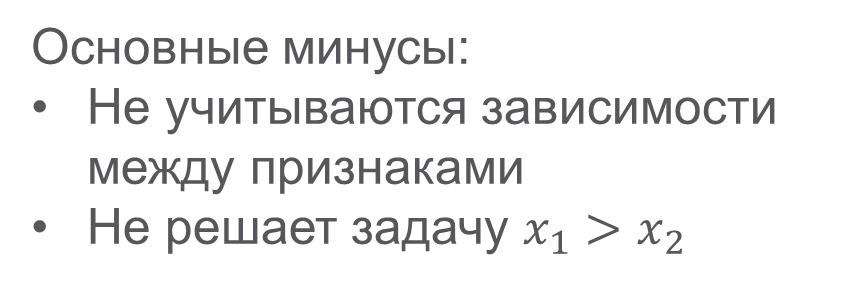 Основные минусы:
• Не учитываются зависимости
между признаками
• Не решает задачу x₁ > x₂